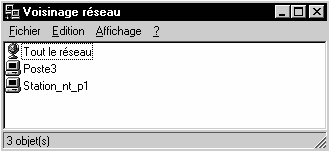 Voisinage réseau
Fichier Edition Affichage ?
Tout le réseau
Poste3
Station_nt_p1
3 objet(s)